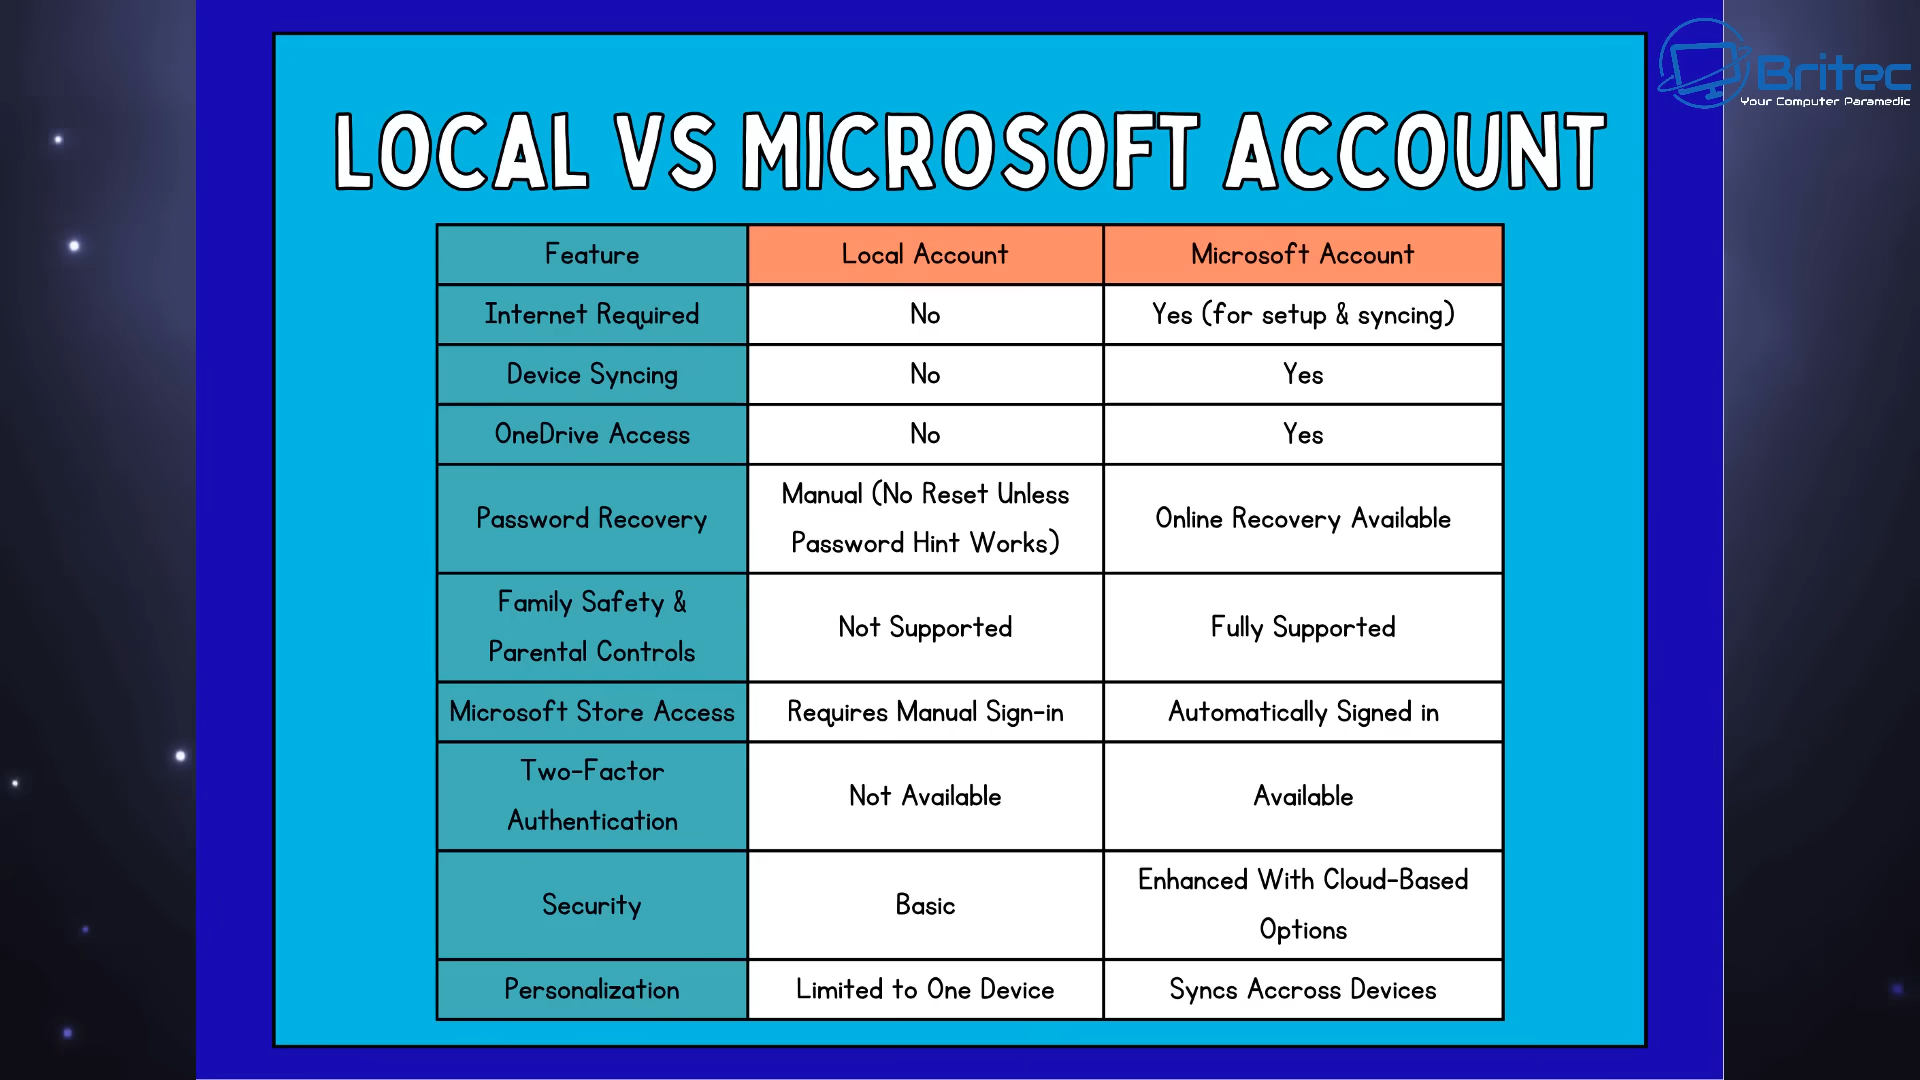 Britec
Your Computer Paramedic
LOCAL VS MICROSOFT ACCOUNT
Feature Local Account Microsoft Account
Internet Required No Yes (for setup & syncing)
Device Syncing No Yes
OneDrive Access No Yes
Password Recovery Manual (No Reset Unless
Password Hint Works) Online Recovery Available
Family Safety &
Parental Controls Not Supported Fully Supported
Microsoft Store Access Requires Manual Sign-in Automatically Signed in
Two-Factor
Authentication Not Available Available
Security Basic Enhanced With Cloud-Based
Options
Personalization Limited to One Device Syncs Accross Devices